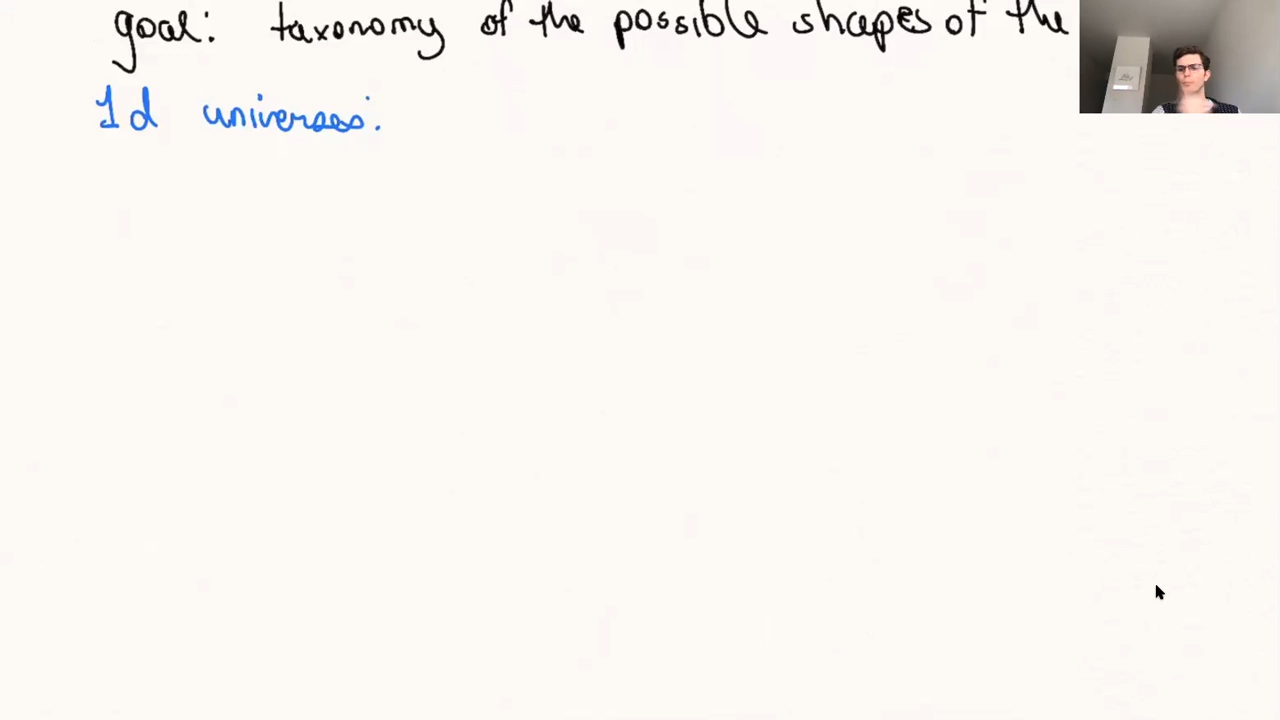 goal: taxonomy of the possible shapes of the
1d universes: